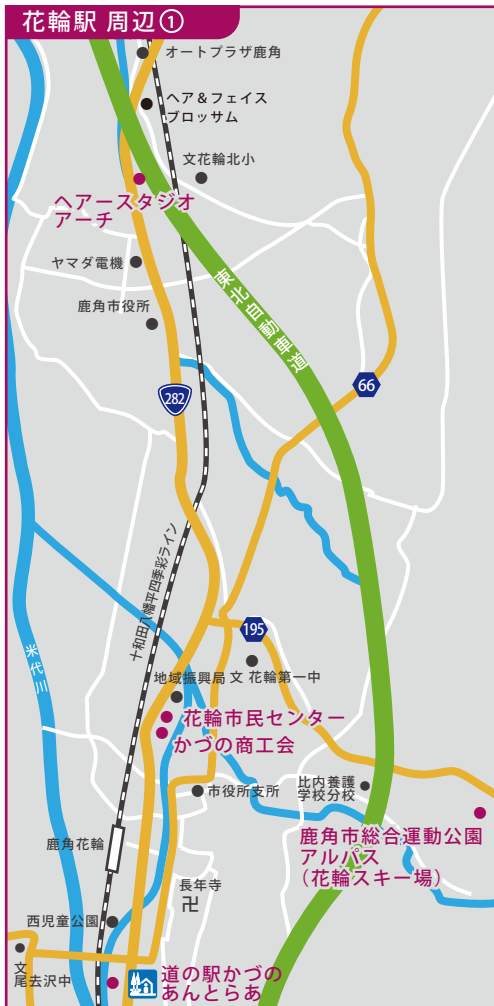 花輪駅 周辺①
オートプラザ鹿角
ヘア＆フェイス
ブロッサム
文花輪北小
ヘアースタジオ
アーチ
ヤマダ電機
東北自動車道
鹿角市役所
66
282
十和田八幡平四季彩ライン
195
米代川
地域振興局
文 花輪第一中
花輪市民センター
かづの商工会
市役所支所
比内養護
学校分校
鹿角市総合運動公園
アルパス
（花輪スキー場）
鹿角花輪
長年寺
卍
西児童公園
文
尾去沢中
道の駅かづの
あんとらあ